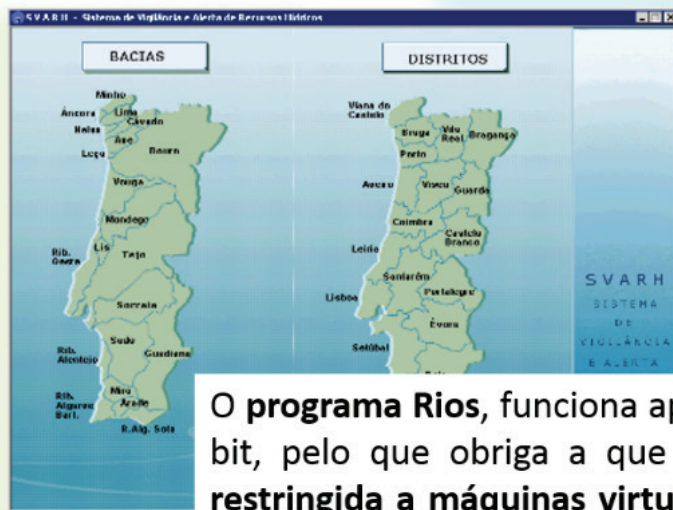 SVARH - Sistema de Vigilância e Alerta de Recursos Hídricos
BACIAS
Minho
Âncora
Lima
Cávado
Neiva
Ave
Leça
Douro
Vouga
Mondego
Lis
Rib. Oeste
Tejo
Sorraia
Sado
Rib. Alentejo
Guadiana
Mira
Arade
Rib. Algarve Barl.
R.Alg. Sota
DISTRITOS
Viana do Castelo
Braga
Vila Real
Bragança
Porto
Aveiro
Viseu
Guarda
Coimbra
Castelo Branco
Leiria
Santarém
Portalegre
Lisboa
Évora
Setúbal
SVARH
SISTEMA
DE
VIGILÂNCIA
E ALERTA
O programa Rios, funciona ap
bit, pelo que obriga a que
restringida a máquinas virtu